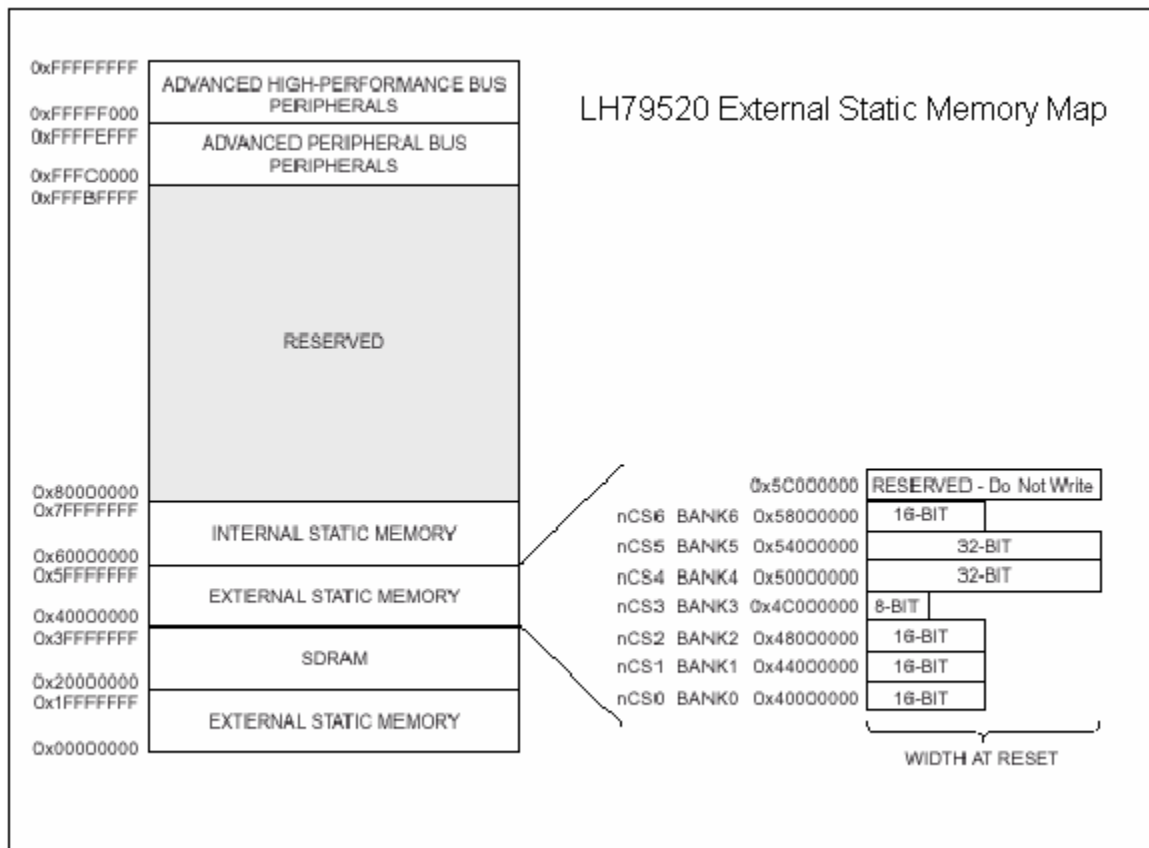 LH79520 External Static Memory Map
0xFFFFFFFF
ADVANCED HIGH-PERFORMANCE BUS
PERIPHERALS
0xFFFFF000
0xFFFFEFFF
ADVANCED PERIPHERAL BUS
PERIPHERALS
0xFFFC0000
0xFFFBFFFF
RESERVED
0x80000000
0x7FFFFFFF
INTERNAL STATIC MEMORY
0x60000000
0x5FFFFFFF
EXTERNAL STATIC MEMORY
0x40000000
0x3FFFFFFF
SDRAM
0x20000000
0x1FFFFFFF
EXTERNAL STATIC MEMORY
0x00000000
0x5C000000 RESERVED - Do Not Write
nCS6 BANK6 0x58000000 16-BIT
nCS5 BANK5 0x54000000 32-BIT
nCS4 BANK4 0x50000000 32-BIT
nCS3 BANK3 0x4C000000 8-BIT
nCS2 BANK2 0x48000000 16-BIT
nCS1 BANK1 0x44000000 16-BIT
nCS0 BANK0 0x40000000 16-BIT
WIDTH AT RESET